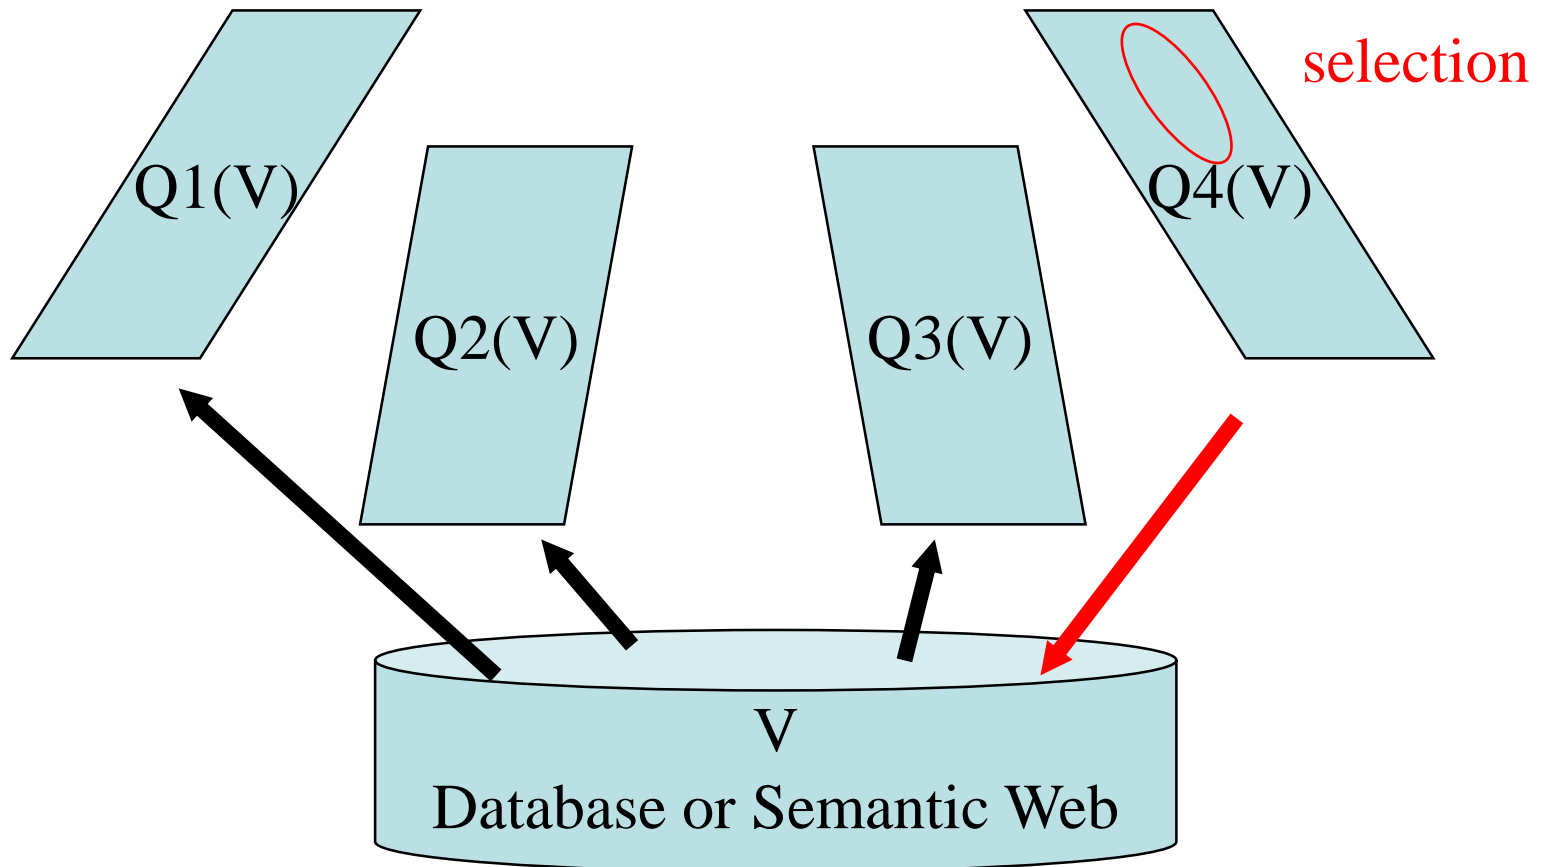 selection
Q1(V)
Q4(V)
Q2(V)
Q3(V)
V
Database or Semantic Web